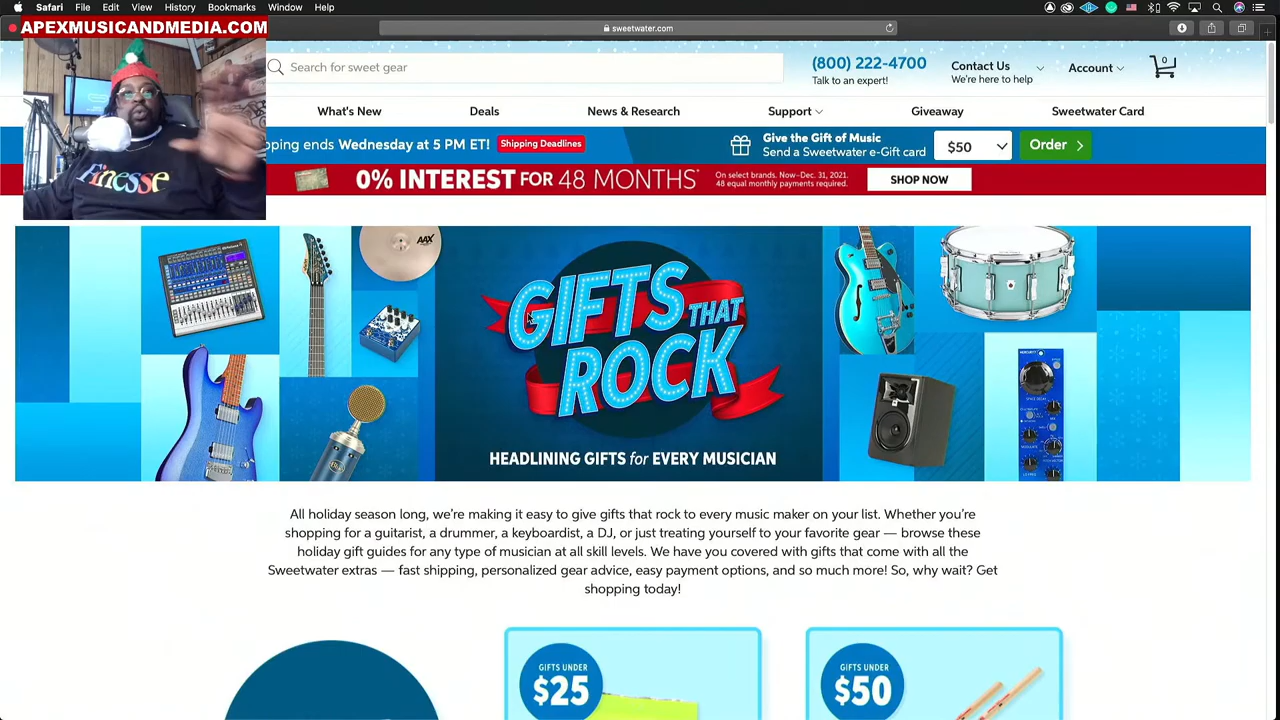 Safari File Edit View History Bookmarks Window Help
APEXMUSICANDMEDIA.COM
sweetwater.com
Search for sweet gear
(800) 222-4700
Talk to an expert!
Contact Us
We're here to help
Account
0
What's New Deals News & Research Support Giveaway Sweetwater Card
pping ends Wednesday at 5 PM ET! Shipping Deadlines
Give the Gift of Music
Send a Sweetwater e-Gift card
$50
Order
0% INTEREST FOR 48 MONTHS*
On select brands. Now–Dec. 31, 2021.
48 equal monthly payments required.
SHOP NOW
Finesse
AAX
GIFTS THAT
ROCK
HEADLINING GIFTS for EVERY MUSICIAN
All holiday season long, we're making it easy to give gifts that rock to every music maker on your list. Whether you're
shopping for a guitarist, a drummer, a keyboardist, a DJ, or just treating yourself to your favorite gear — browse these
holiday gift guides for any type of musician at all skill levels. We have you covered with gifts that come with all the
Sweetwater extras — fast shipping, personalized gear advice, easy payment options, and so much more! So, why wait? Get
shopping today!
GIFTS UNDER
$25
GIFTS UNDER
$50